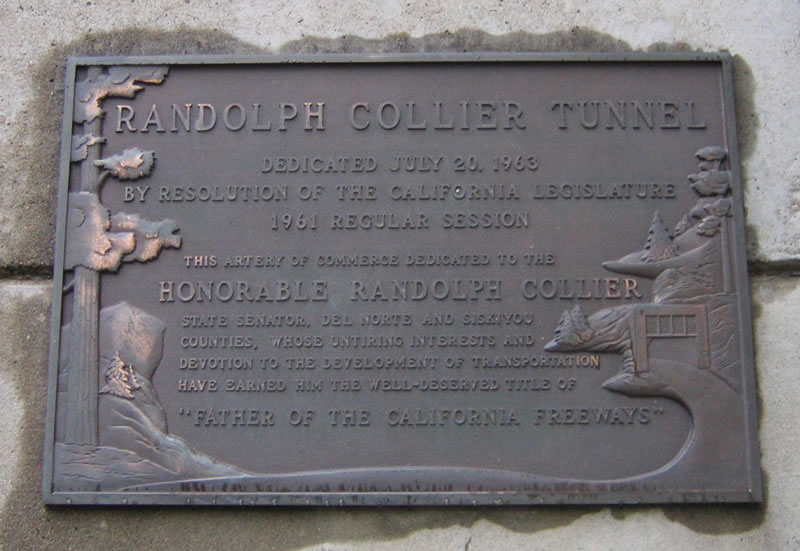 RANDOLPH COLLIER TUNNEL
DEDICATED JULY 20, 1963
BY RESOLUTION OF THE CALIFORNIA LEGISLATURE
1961 REGULAR SESSION
THIS ARTERY OF COMMERCE DEDICATED TO THE
HONORABLE RANDOLPH COLLIER
STATE SENATOR, DEL NORTE AND SISKIYOU
COUNTIES, WHOSE UNTIRING INTERESTS AND
DEVOTION TO THE DEVELOPMENT OF TRANSPORTATION
HAVE EARNED HIM THE WELL-DESERVED TITLE OF
"FATHER OF THE CALIFORNIA FREEWAYS"